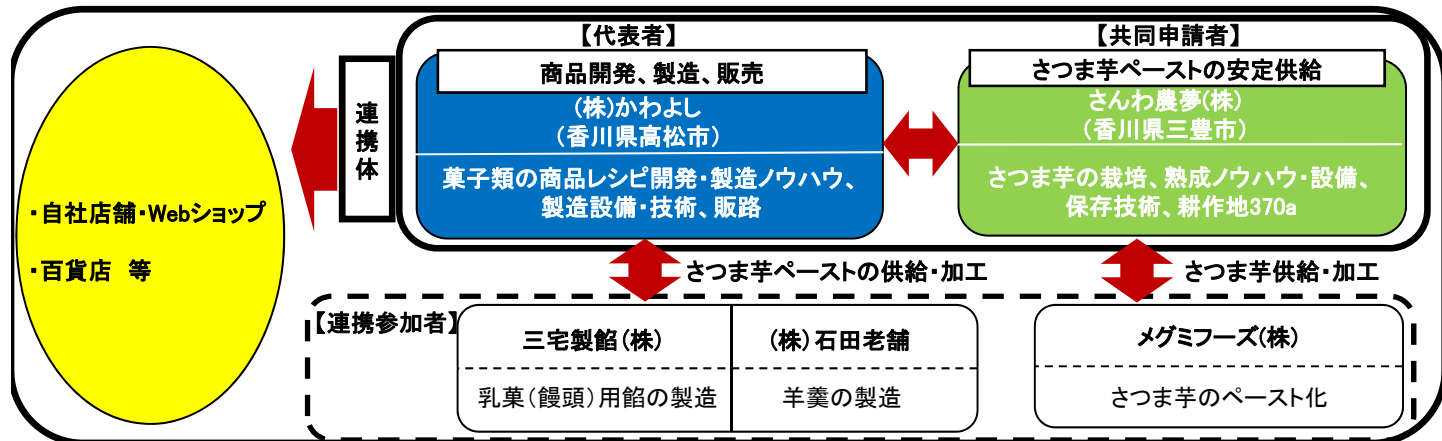 【代表者】
商品開発、製造、販売
(株)かわよし
(香川県高松市)
菓子類の商品レシピ開発・製造ノウハウ、
製造設備・技術、販路
【共同申請者】
さつま芋ペーストの安定供給
さんわ農夢(株)
(香川県三豊市)
さつま芋の栽培、熟成ノウハウ・設備、
保存技術、耕作地370a
連携体
・自社店舗・Webショップ
・百貨店 等
さつま芋ペーストの供給・加工
さつま芋供給・加工
【連携参加者】
三宅製餡(株)
乳菓(饅頭)用餡の製造
(株)石田老舗
羊羹の製造
メグミフーズ(株)
さつま芋のペースト化